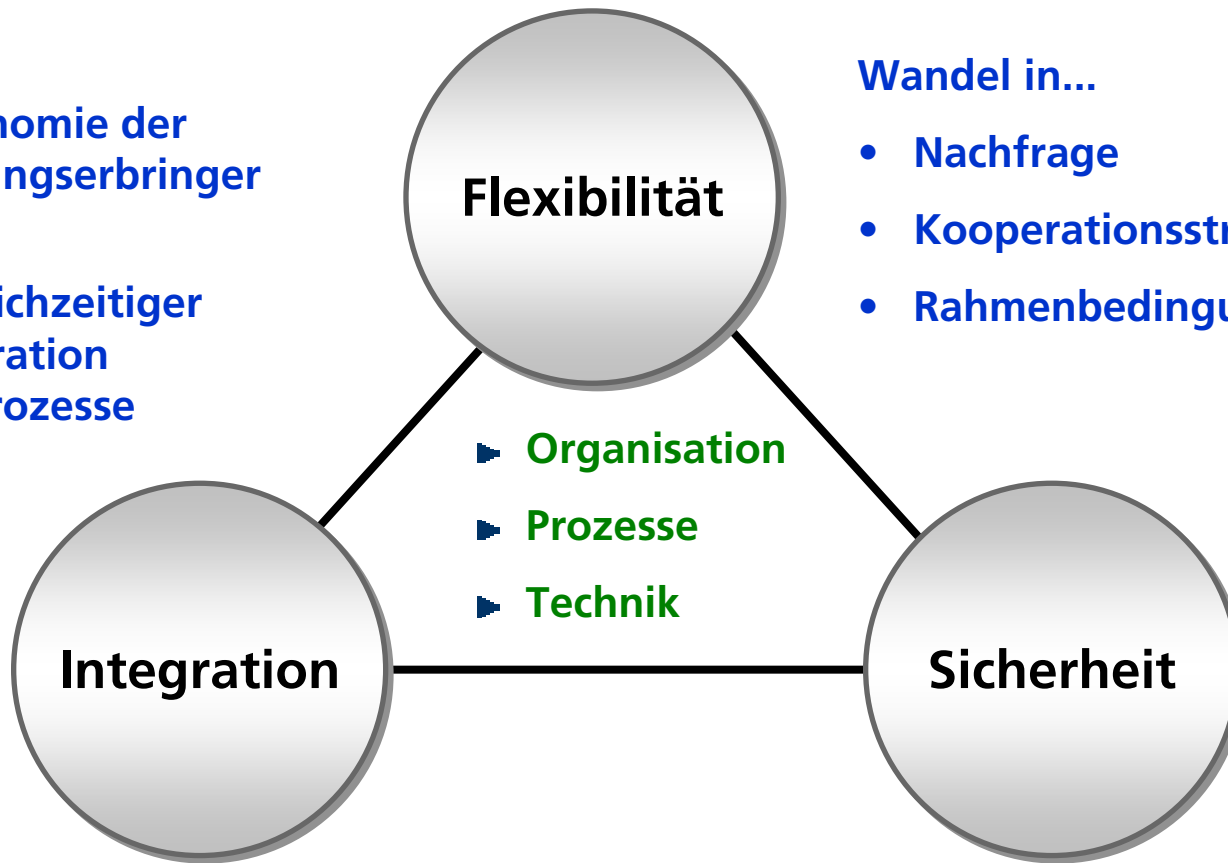 nomie der
ngserbringer
ichzeitiger
ration
rozesse
Flexibilität
Wandel in...
• Nachfrage
• Kooperationsstr
• Rahmenbedingu
Organisation
Prozesse
Technik
Integration
Sicherheit